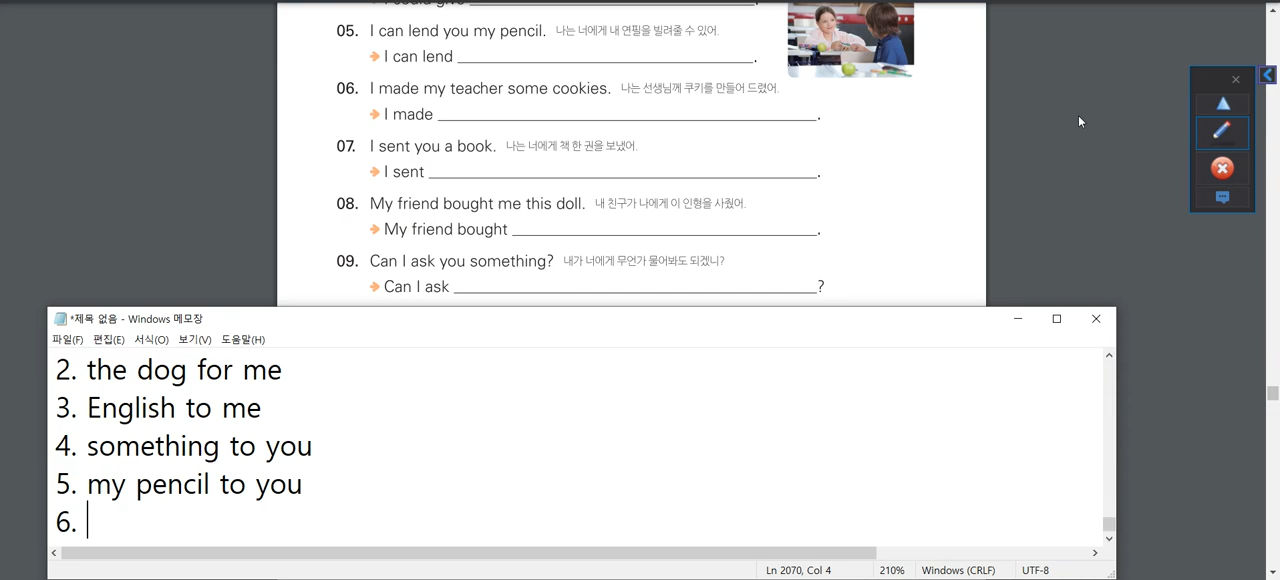 05. I can lend you my pencil. 나는 너에게 내 연필을 빌려줄 수 있어.
I can lend ____.
06. I made my teacher some cookies. 나는 선생님께 쿠키를 만들어 드렸어.
I made ____.
07. I sent you a book. 나는 너에게 책 한 권을 보냈어.
I sent ____.
08. My friend bought me this doll. 내 친구가 나에게 이 인형을 사줬어.
My friend bought ____.
09. Can I ask you something? 내가 너에게 무언가 물어봐도 되겠니?
Can I ask ____?
*제목 없음 - Windows 메모장
파일(F) 편집(E) 서식(O) 보기(V) 도움말(H)
2. the dog for me
3. English to me
4. something to you
5. my pencil to you
6.
Ln 2070, Col 4 210% Windows (CRLF) UTF-8